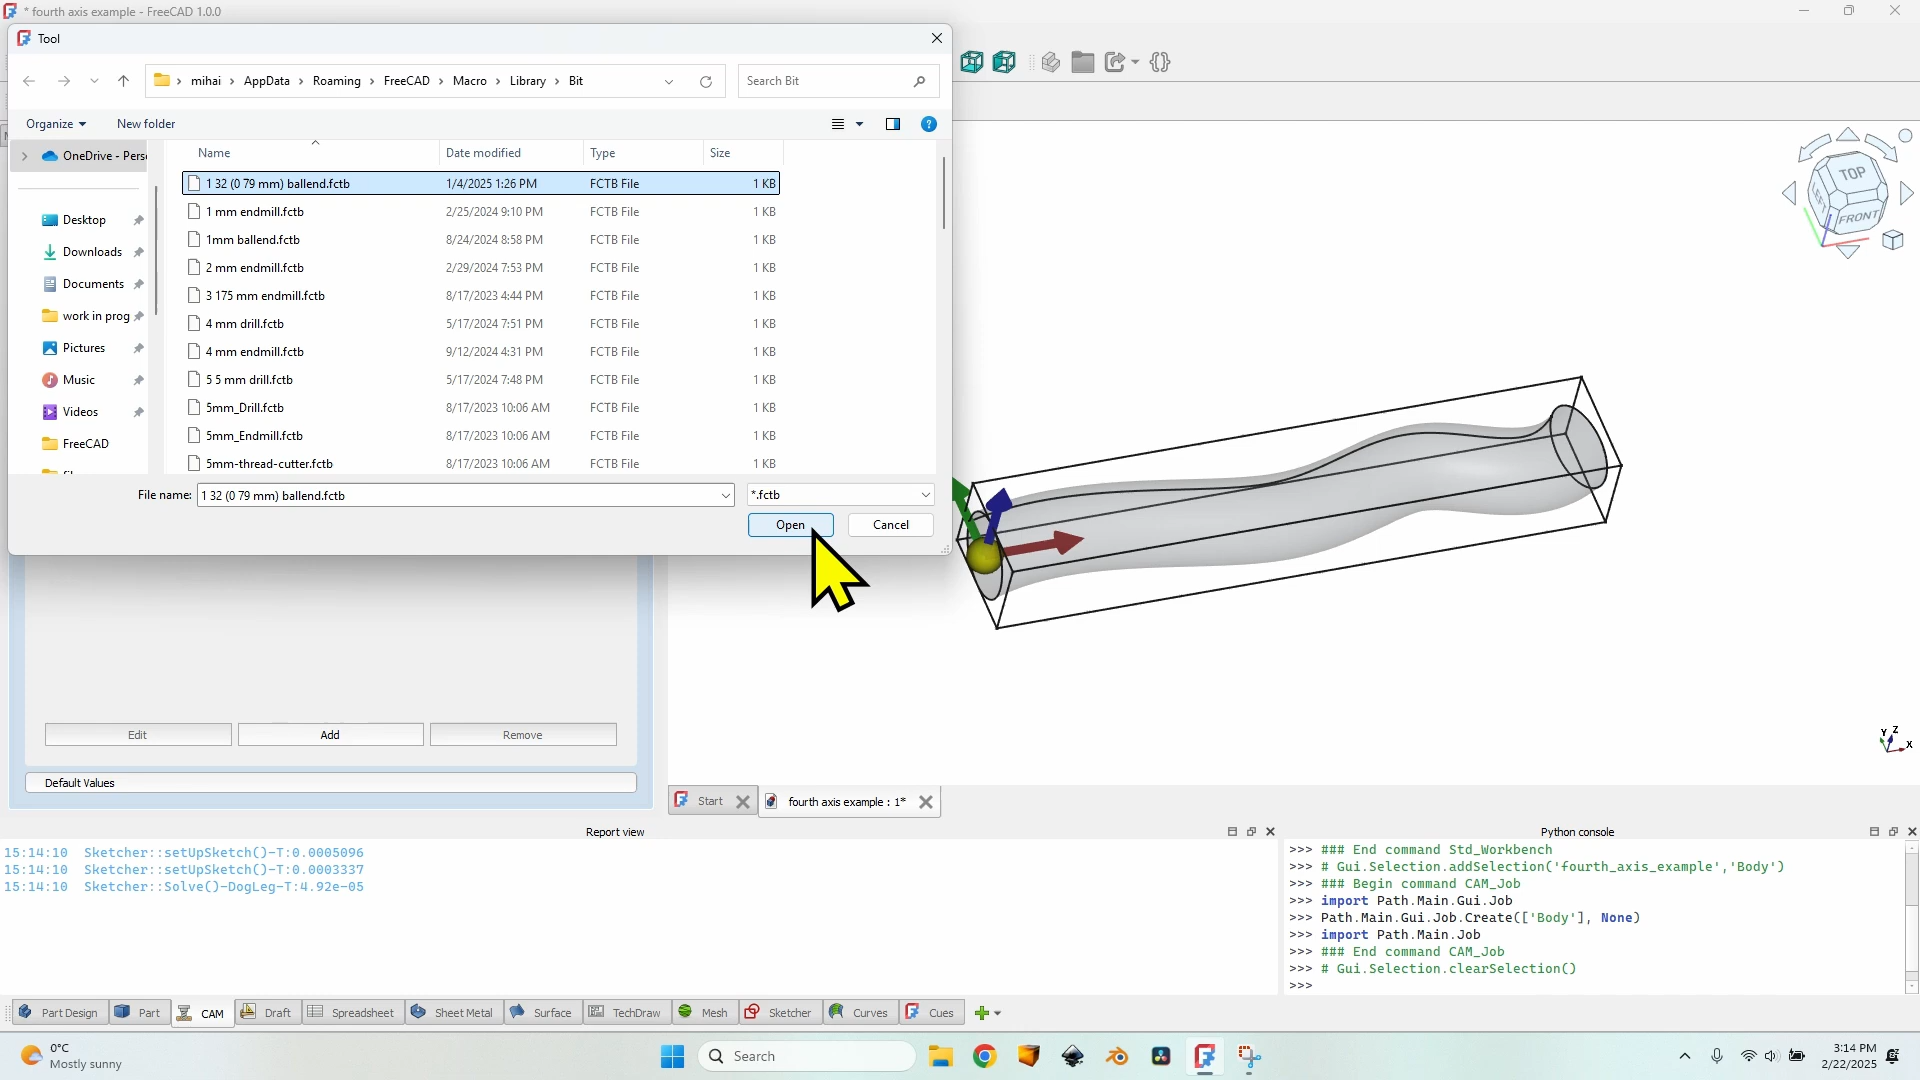 * fourth axis example - FreeCAD 1.0.0
Tool
mihai > AppData > Roaming > FreeCAD > Macro > Library > Bit
Search Bit
Organize
New folder
OneDrive - Pers
Name
Date modified
Type
Size
1 32 (0 79 mm) ballend.fctb 1/4/2025 1:26 PM FCTB File 1 KB
1 mm endmill.fctb 2/25/2024 9:10 PM FCTB File 1 KB
1mm ballend.fctb 8/24/2024 8:58 PM FCTB File 1 KB
2 mm endmill.fctb 2/29/2024 7:53 PM FCTB File 1 KB
3 175 mm endmill.fctb 8/17/2023 4:44 PM FCTB File 1 KB
4 mm drill.fctb 5/17/2024 7:51 PM FCTB File 1 KB
4 mm endmill.fctb 9/12/2024 4:31 PM FCTB File 1 KB
5 5 mm drill.fctb 5/17/2024 7:48 PM FCTB File 1 KB
5mm_Drill.fctb 8/17/2023 10:06 AM FCTB File 1 KB
5mm_Endmill.fctb 8/17/2023 10:06 AM FCTB File 1 KB
5mm-thread-cutter.fctb 8/17/2023 10:06 AM FCTB File 1 KB
Desktop
Downloads
Documents
work in prog
Pictures
Music
Videos
FreeCAD
File name: 1 32 (0 79 mm) ballend.fctb
*.fctb
Open
Cancel
TOP
LEFT
FRONT
Y Z
X
Edit
Add
Remove
Default Values
Start
fourth axis example : 1*
Report view
15:14:10 Sketcher::setUpSketch()-T:0.0005096
15:14:10 Sketcher::setUpSketch()-T:0.0003337
15:14:10 Sketcher::Solve()-DogLeg-T:4.92e-05
Python console
>>> ### End command Std_Workbench
>>> # Gui.Selection.addSelection('fourth_axis_example','Body')
>>> ### Begin command CAM_Job
>>> import Path.Main.Gui.Job
>>> Path.Main.Gui.Job.Create(['Body'], None)
>>> import Path.Main.Job
>>> ### End command CAM_Job
>>> # Gui.Selection.clearSelection()
>>>
Part Design
Part
CAM
Draft
Spreadsheet
Sheet Metal
Surface
TechDraw
Mesh
Sketcher
Curves
Cues
0°C
Mostly sunny
Search
3:14 PM
2/22/2025